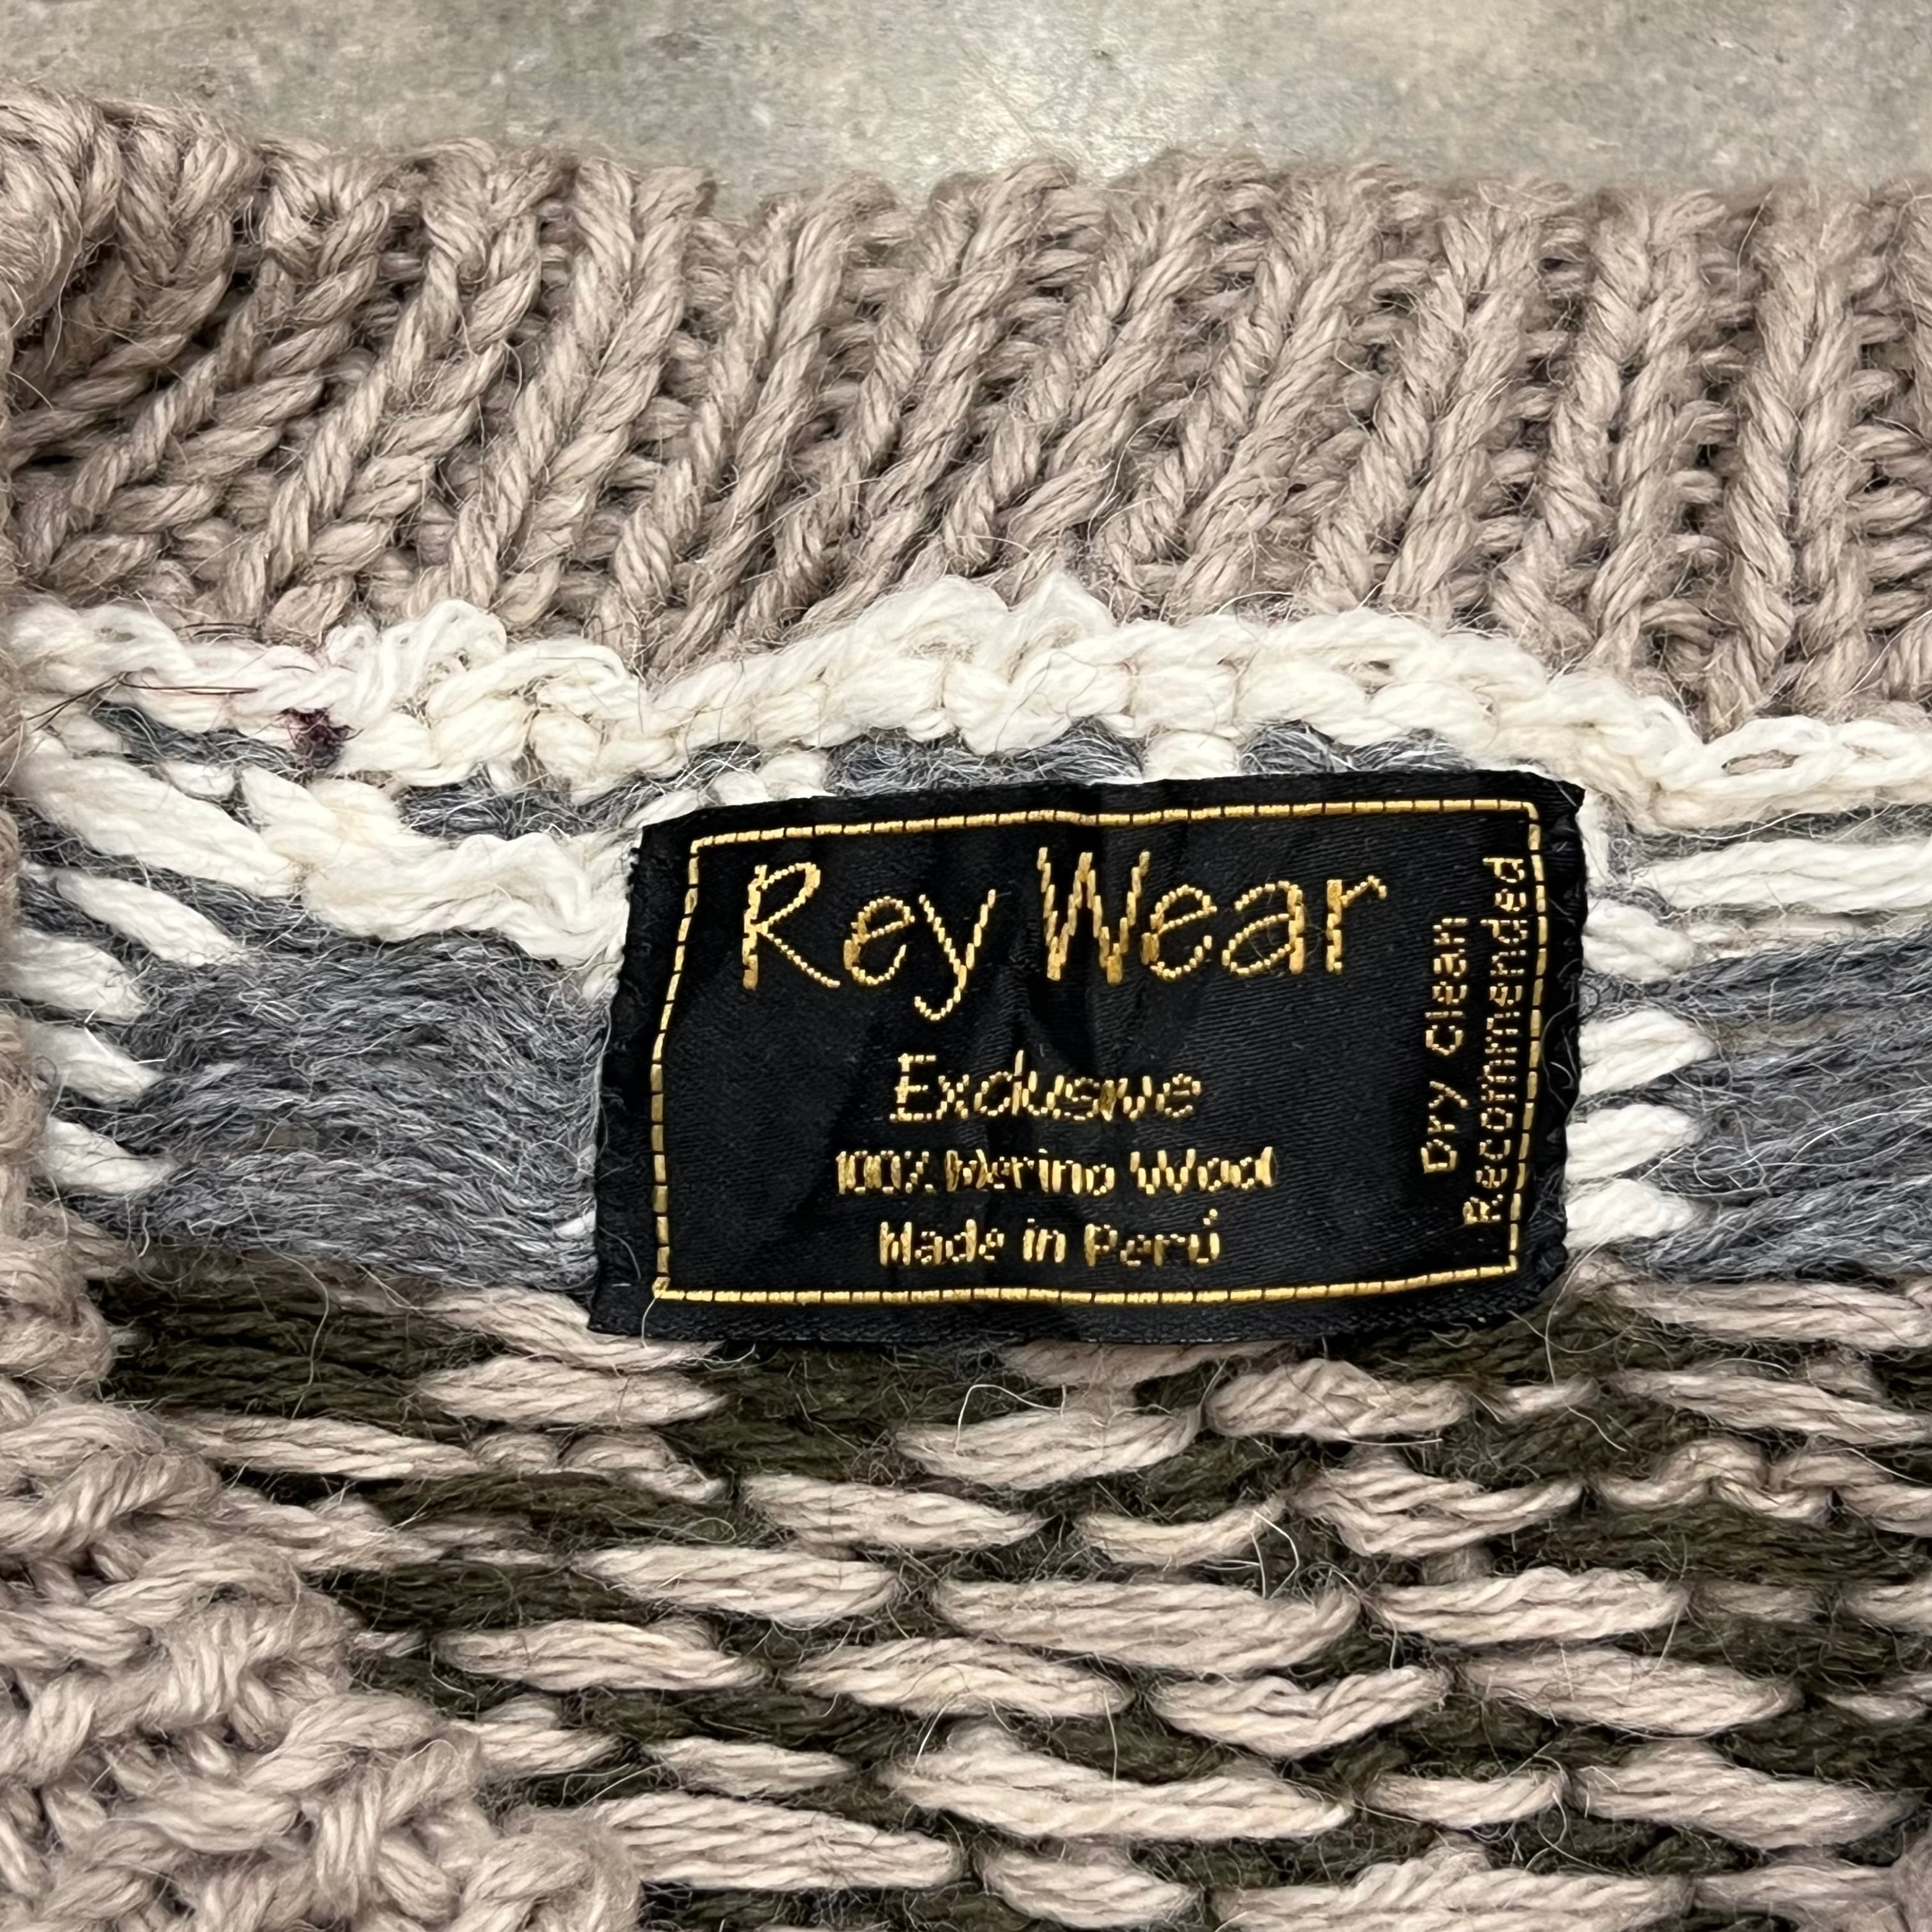 Rey Wear
Exclusive
100% Merino Wool
Made in Perú
Dry Clean
Recommended